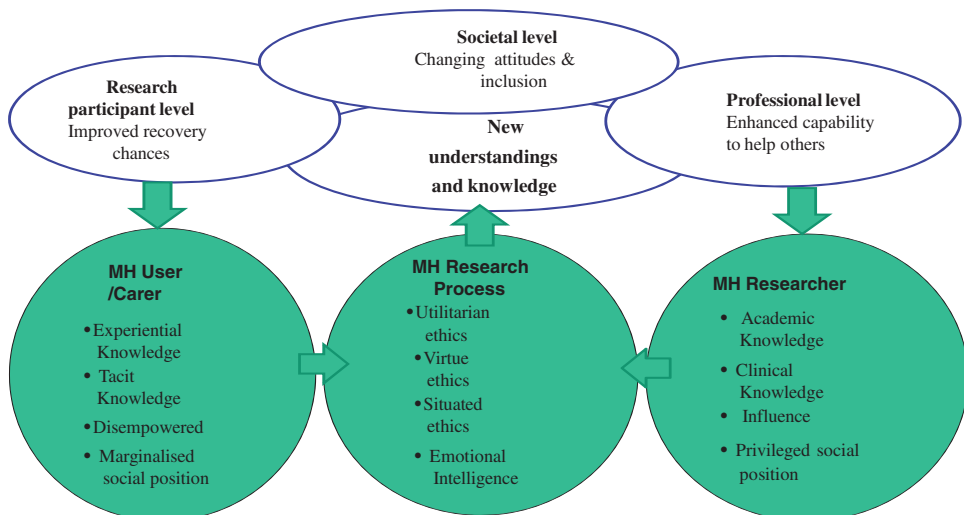 Societal level
Changing attitudes &
inclusion
Research
participant level
Improved recovery
chances
Professional level
Enhanced capability
to help others
New
understandings
and knowledge
MH User
/Carer
•Experiential
Knowledge
• Tacit
Knowledge
•Disempowered
• Marginalised
social position
MH Research
Process
•Utilitarian
ethics
•Virtue
ethics
•Situated
ethics
• Emotional
Intelligence
MH Researcher
• Academic
Knowledge
• Clinical
Knowledge
• Influence
• Privileged social
position